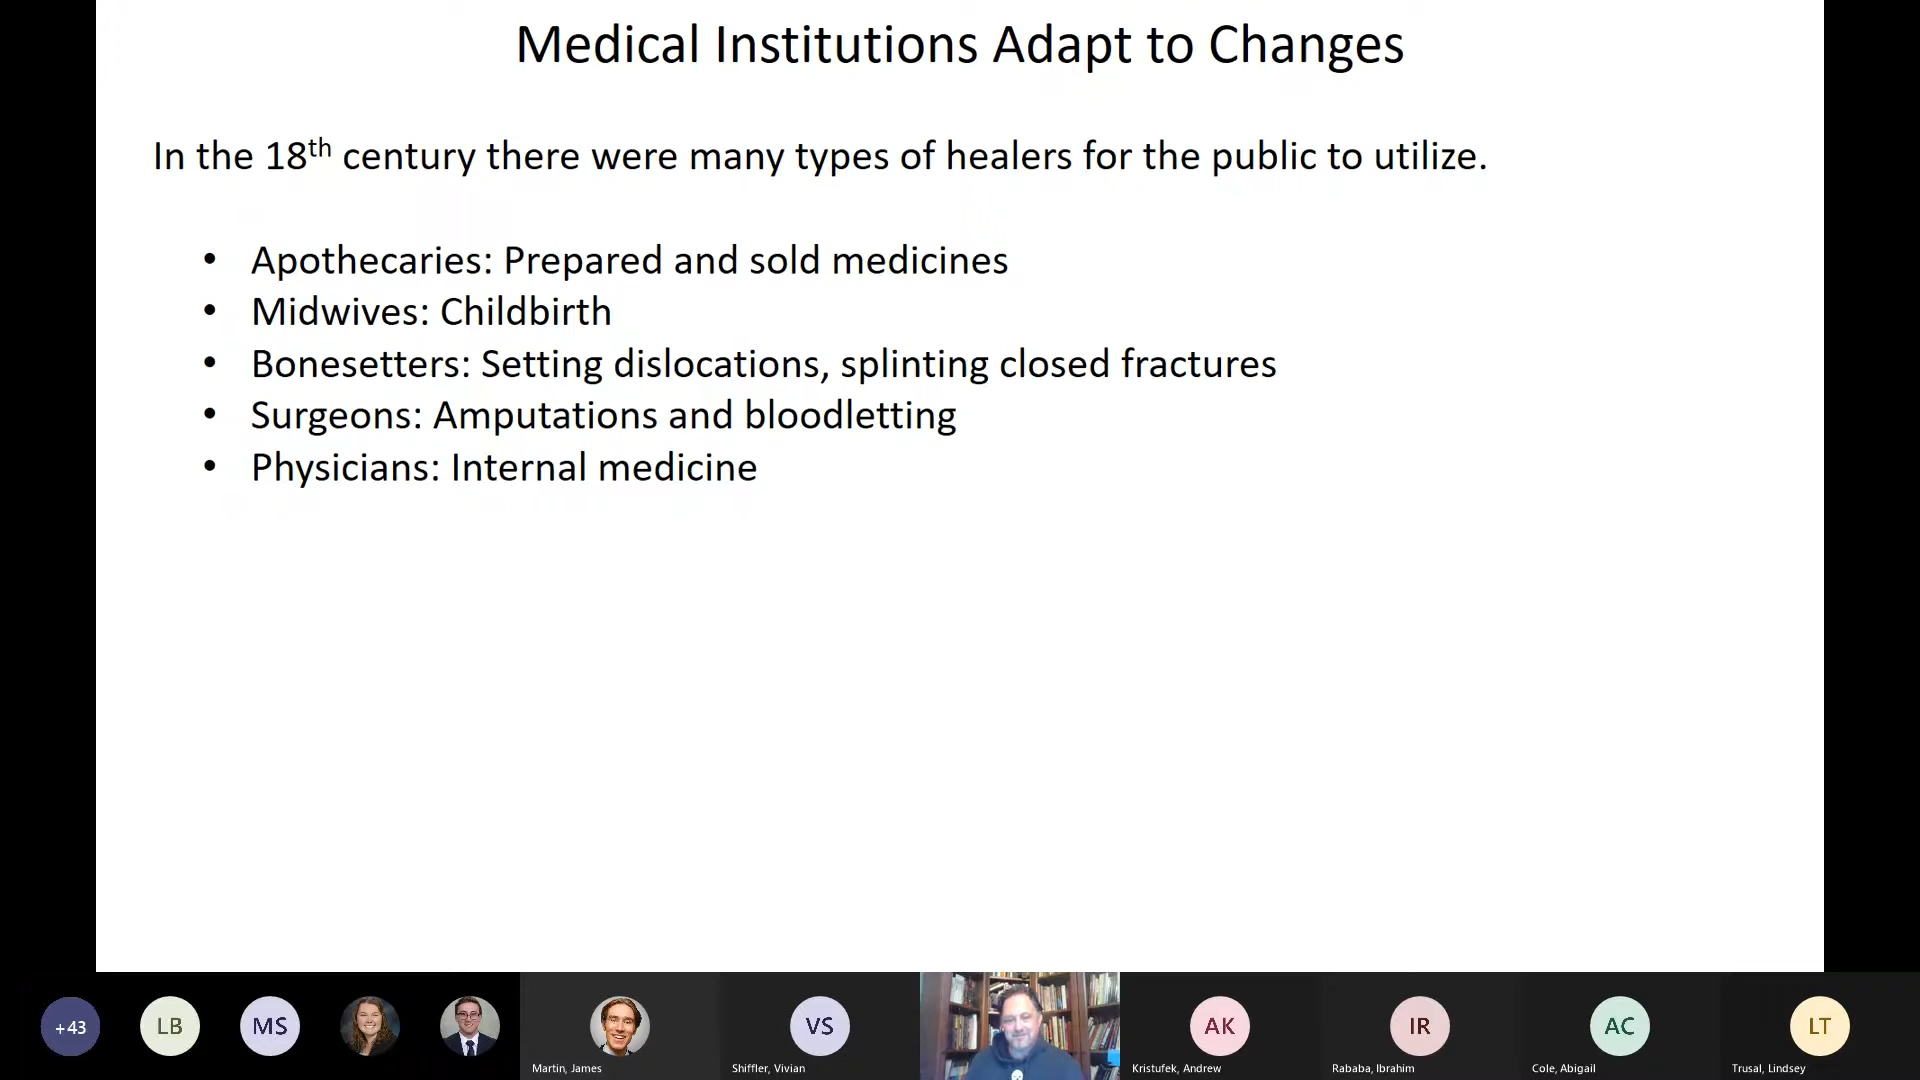 Medical Institutions Adapt to Changes
In the 18th century there were many types of healers for the public to utilize.
• Apothecaries: Prepared and sold medicines
• Midwives: Childbirth
• Bonesetters: Setting dislocations, splinting closed fractures
• Surgeons: Amputations and bloodletting
• Physicians: Internal medicine
+43 LB MS VS AK IR AC LT
Martin, James Shiffler, Vivian Kristufek, Andrew Rababa, Ibrahim Cole, Abigail Trusal, Lindsey